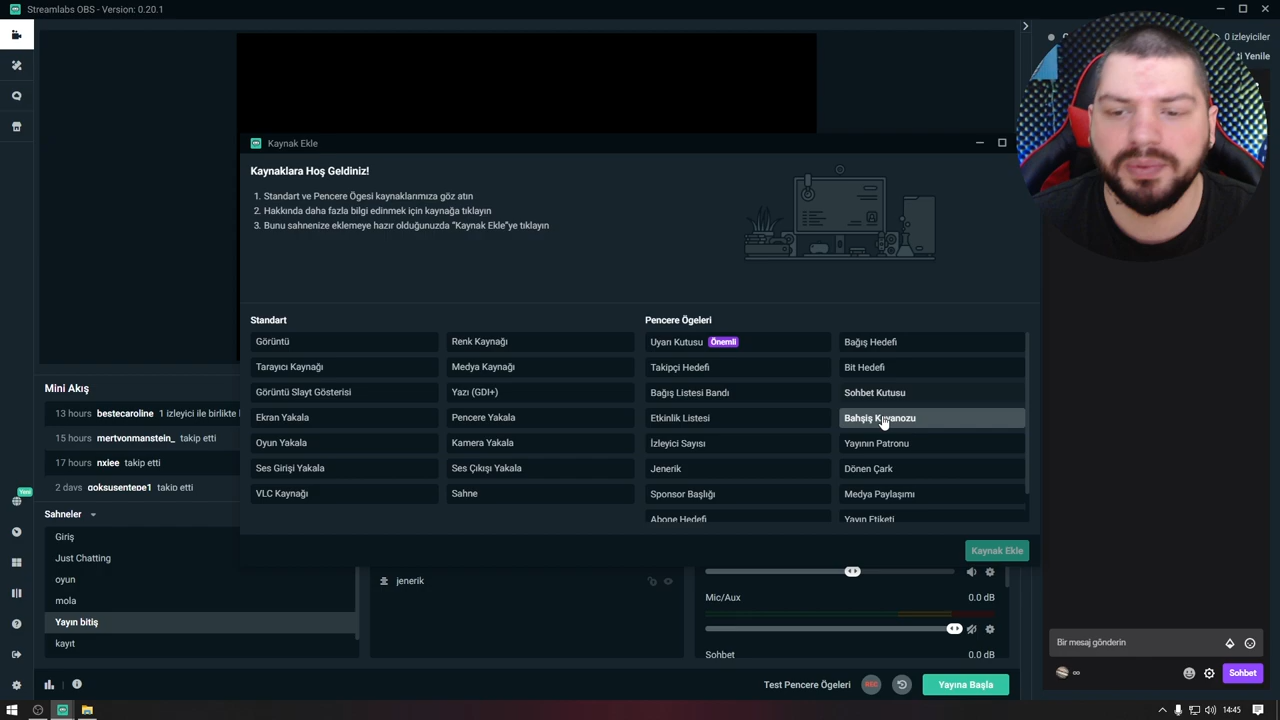 Streamlabs OBS - Version: 0.20.1
0 izleyiciler
ti Yenile
Kaynak Ekle
Kaynaklara Hoş Geldiniz!
1. Standart ve Pencere Ögesi kaynaklarımıza göz atın
2. Hakkında daha fazla bilgi edinmek için kaynağa tıklayın
3. Bunu sahnenize eklemeye hazır olduğunuzda "Kaynak Ekle"ye tıklayın
Standart
Görüntü
Renk Kaynağı
Tarayıcı Kaynağı
Medya Kaynağı
Görüntü Slayt Gösterisi
Yazı (GDI+)
Ekran Yakala
Pencere Yakala
Oyun Yakala
Kamera Yakala
Ses Girişi Yakala
Ses Çıkışı Yakala
VLC Kaynağı
Sahne
Pencere Ögeleri
Uyarı Kutusu Önemli
Bağış Hedefi
Takipçi Hedefi
Bit Hedefi
Bağış Listesi Bandı
Sohbet Kutusu
Etkinlik Listesi
Bahşiş Kavanozu
İzleyici Sayısı
Yayının Patronu
Jenerik
Dönen Çark
Sponsor Başlığı
Medya Paylaşımı
Abone Hedefi
Yayın Etiketi
Kaynak Ekle
Mini Akış
13 hours bestecaroline 1 izleyici ile birlikte
15 hours mertvonmanstein_ takip etti
17 hours nxiee takip etti
2 days goksusentepe1 takip etti
Yeni
Sahneler
Giriş
Just Chatting
oyun
mola
Yayın bitiş
kayıt
jenerik
Mic/Aux
0.0 dB
Sohbet
0.0 dB
Test Pencere Ögeleri
REC
Yayına Başla
Bir mesaj gönderin
∞
Sohbet
14:45